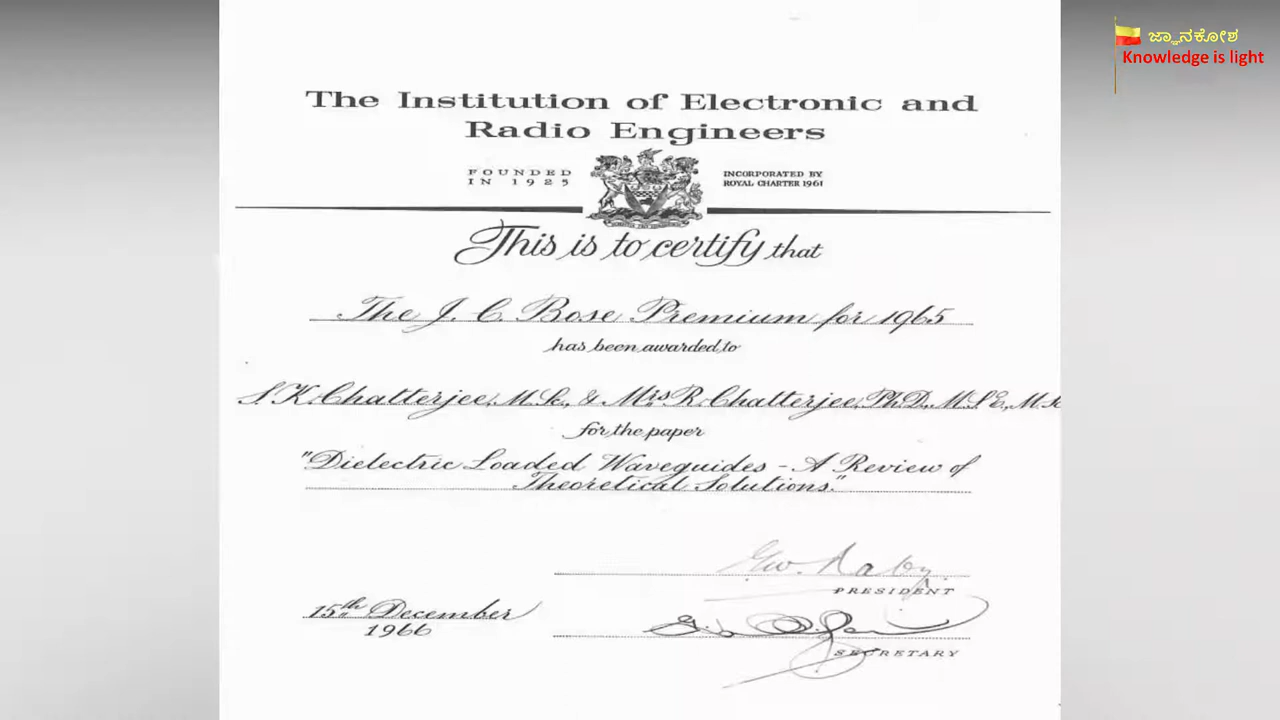 ಜ್ಞಾನಕೋಶ
Knowledge is light
The Institution of Electronic and
Radio Engineers
FOUNDED
IN 1925
INCORPORATED BY
ROYAL CHARTER 1961
This is to certify that
The J. C. Bose Premium for 1965
has been awarded to
S. K. Chatterjee, M.Sc., & Mrs R. Chatterjee, Ph.D., M.S.E.,
for the paper
"Dielectric Loaded Waveguides - A Review of
Theoretical Solutions."
PRESIDENT
15th December
1966
SECRETARY